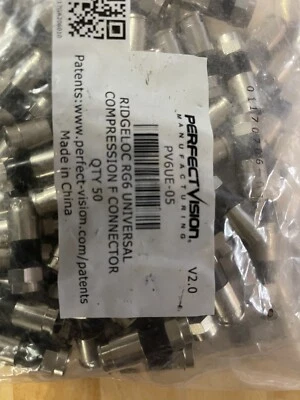 PERFECTVISION.
MANUFACTURING
V2.0
PV6UE-05
RIDGELOC RG6 UNIVERSAL
COMPRESSION F CONNECTOR
QTY 50
Patents:www.perfect-vision.com/patents
Made in China